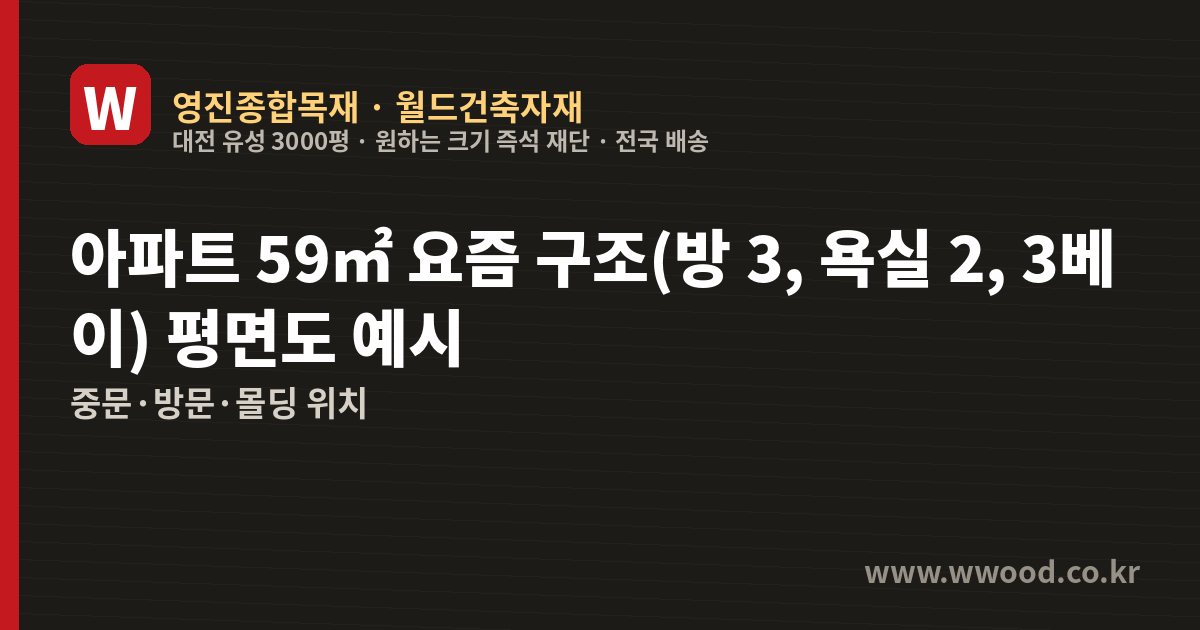 W
영진종합목재 · 월드건축자재
대전 유성 3000평 · 원하는 크기 즉석 재단 · 전국 배송
아파트 59㎡ 요즘 구조(방 3, 욕실 2, 3베
이) 평면도 예시
중문·방문·몰딩 위치
www.wwood.co.kr